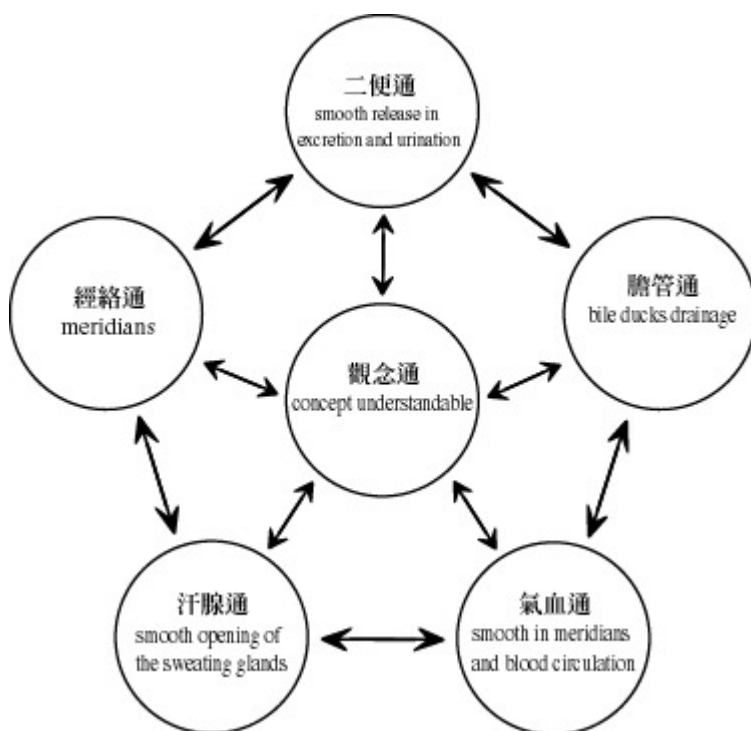 二便通
smooth release in
excretion and urination
經絡通
meridians
膽管通
bile ducks drainage
觀念通
concept understandable
汗腺通
smooth opening of
the sweating glands
氣血通
smooth in meridians
and blood circulation